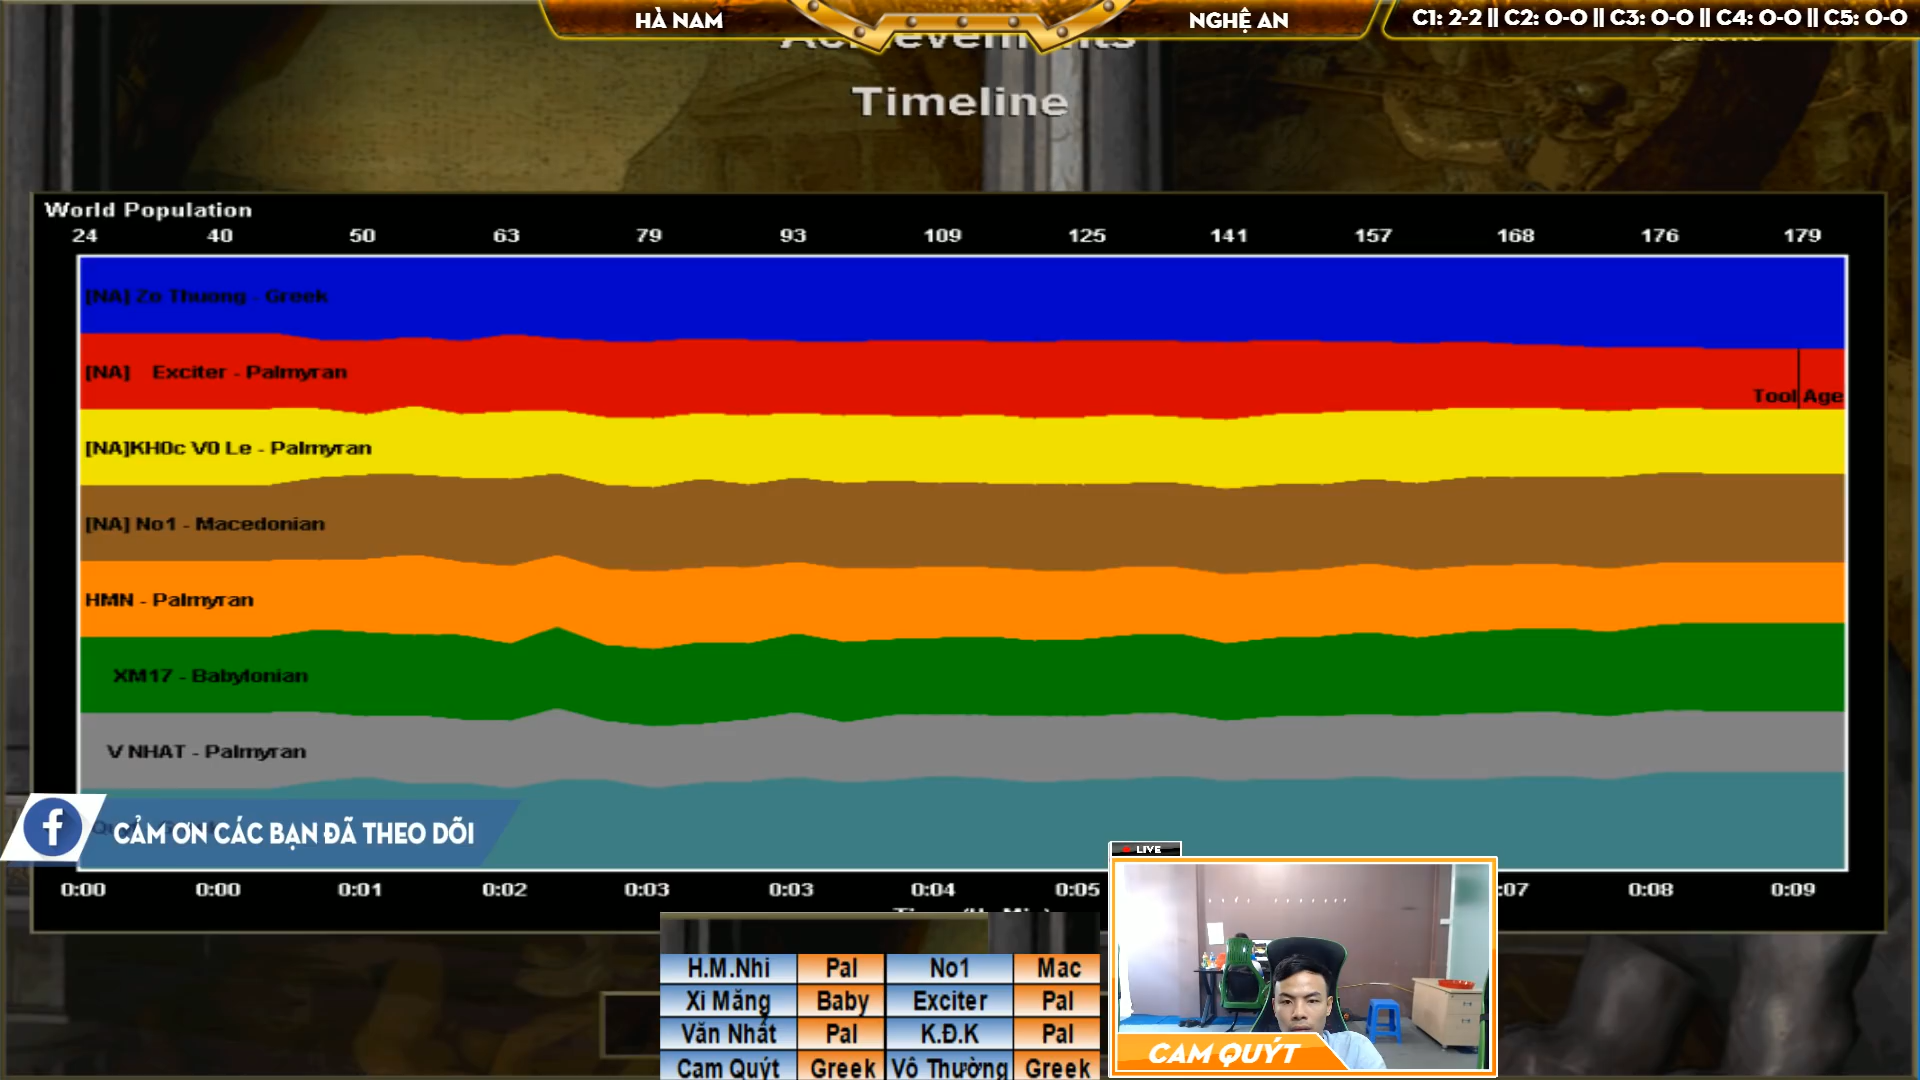 HÀ NAM
NGHỆ AN
C1: 2-2 || C2: 0-0 || C3: 0-0 || C4: 0-0 || C5: 0-0
Achievements
Timeline
World Population
24 40 50 63 79 93 109 125 141 157 168 176 179
[NA] Zo Thuong - Greek
[NA] Exciter - Palmyran
Tool Age
[NA]KH0c V0 Le - Palmyran
[NA] No1 - Macedonian
HMN - Palmyran
XM17 - Babylonian
V NHAT - Palmyran
CẢM ƠN CÁC BẠN ĐÃ THEO DÕI
LIVE
0:00 0:00 0:01 0:02 0:03 0:03 0:04 0:05 :07 0:08 0:09
H.M.Nhi Pal No1 Mac
Xi Măng Baby Exciter Pal
Văn Nhất Pal K.Đ.K Pal
Cam Quýt Greek Vô Thường Greek
CAM QUÝT